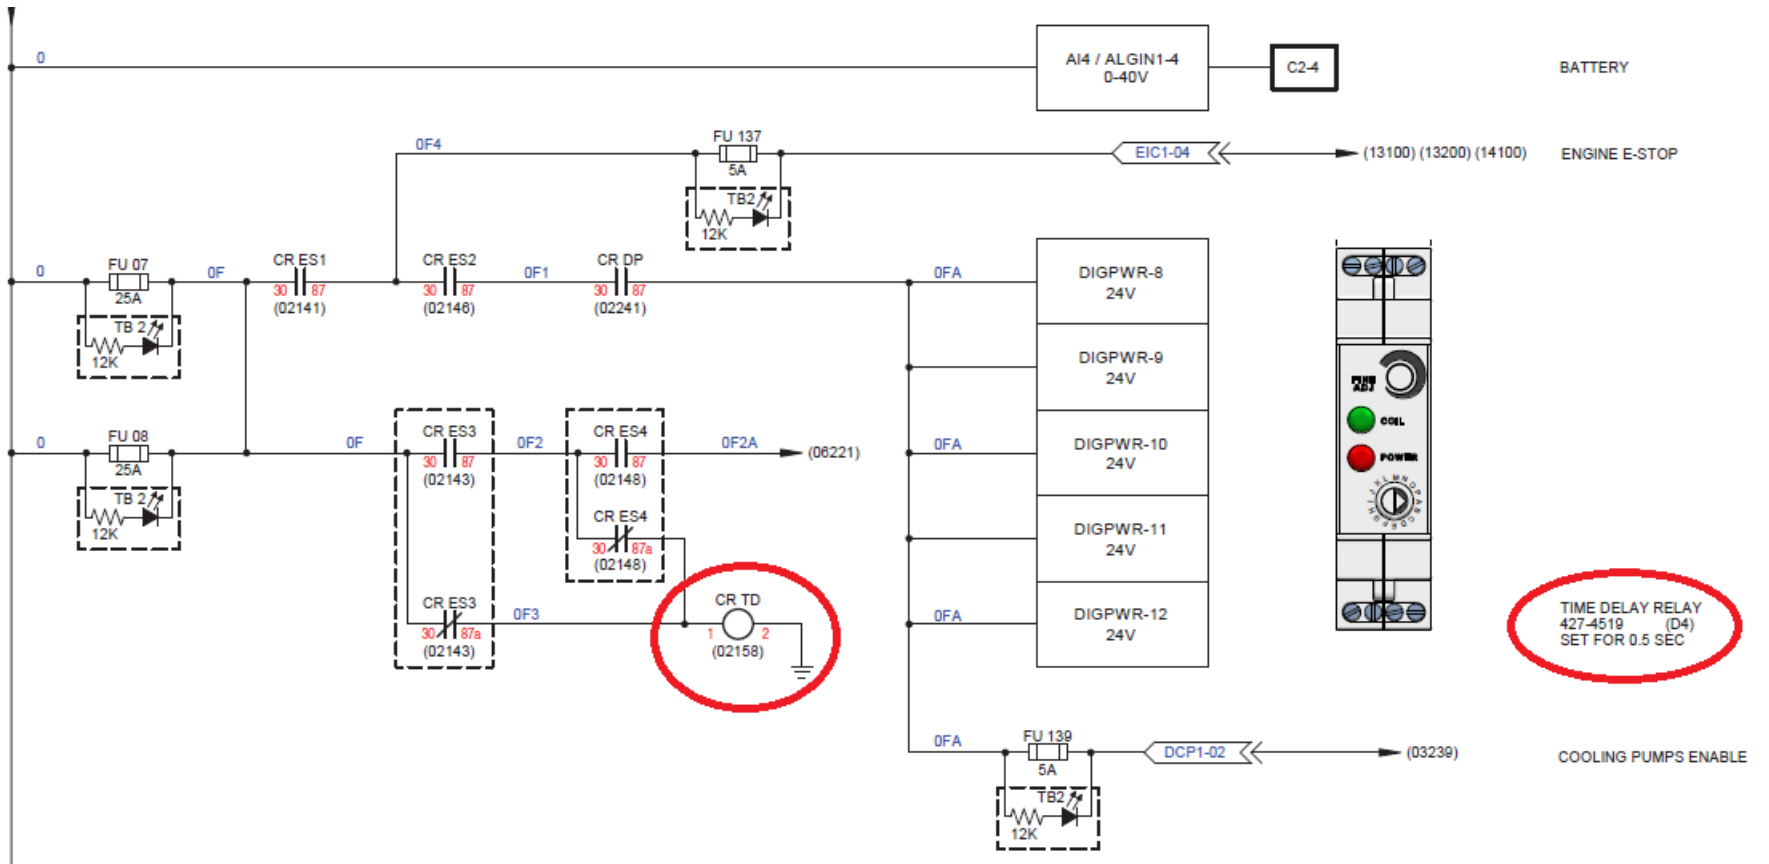 0
AI4 / ALGIN1-4
0-40V
C2-4
BATTERY
0F4
FU 137
5A
EIC1-04
(13100) (13200) (14100)
ENGINE E-STOP
TB2
12K
0
FU 07
25A
0F
CR ES1
30 87
(02141)
CR ES2
30 87
(02146)
0F1
CR DP
30 87
(02241)
0FA
DIGPWR-8
24V
TB 2
12K
DIGPWR-9
24V
FINE
ADJ
COIL
POWER
0
FU 08
25A
0F
CR ES3
30 87
(02143)
0F2
CR ES4
30 87
(02148)
0F2A
(06221)
0FA
DIGPWR-10
24V
TB 2
12K
CR ES4
30 87a
(02148)
DIGPWR-11
24V
CR ES3
30 87a
(02143)
0F3
CR TD
1 2
(02158)
0FA
DIGPWR-12
24V
TIME DELAY RELAY
427-4519 (D4)
SET FOR 0.5 SEC
0FA
FU 139
5A
DCP1-02
(03239)
COOLING PUMPS ENABLE
TB2
12K